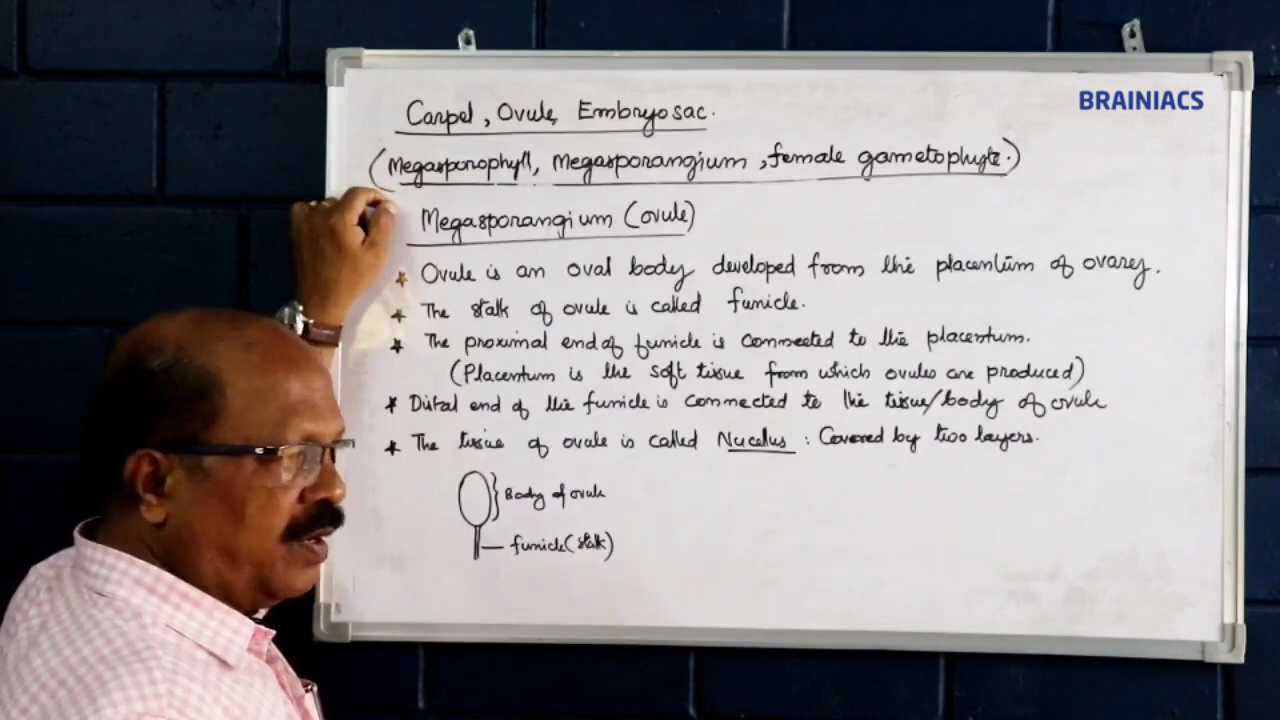 BRAINIACS
Carpel, Ovule, Embryosac.
(Megasporophyll, Megasporangium, female gametophyte.)
Megasporangium (ovule)
* Ovule is an oval body developed from the placentum of ovarey.
* The stalk of ovule is called funicle.
* The proximal end of funicle is connected to the placentum.
(Placentum is the soft tissue from which ovules are produced)
* Distal end of the funicle is connected to the tissue/body of ovule
* The tissue of ovule is called Nucelus : Covered by two layers.
Body of ovule
funicle (stalk)